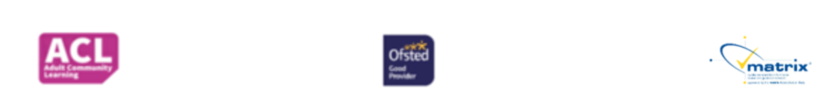 ACL
Adult Community
Learning
Ofsted
Good
Provider
matrix